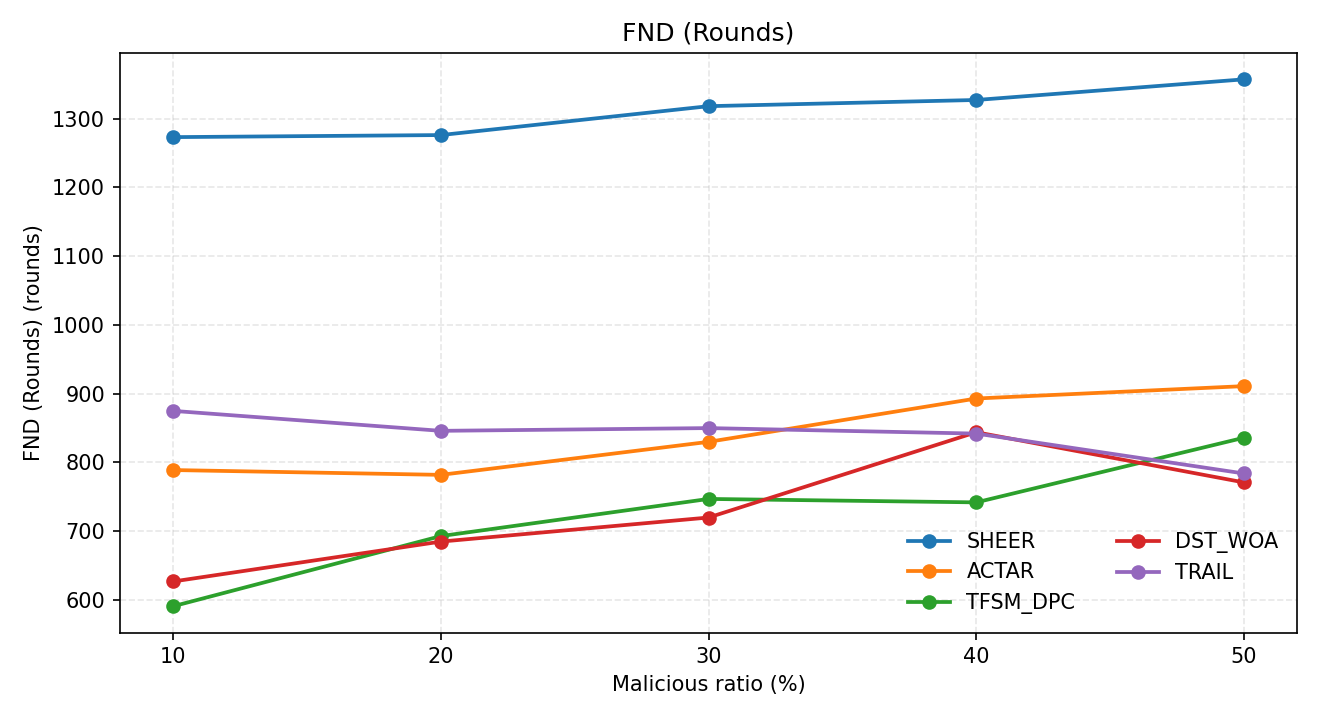 FND (Rounds)
FND (Rounds) (rounds)
1300
1200
1100
1000
900
800
700
600
10
20
30
40
50
Malicious ratio (%)
SHEER
ACTAR
TFSM_DPC
DST_WOA
TRAIL